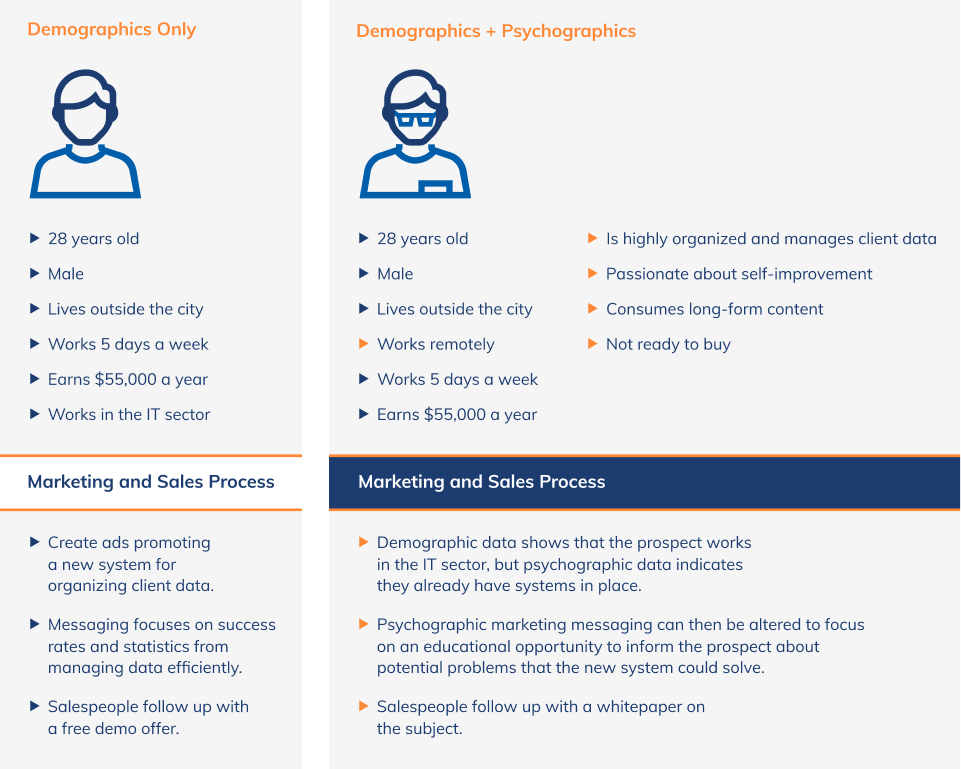 Demographics Only
28 years old
Male
Lives outside the city
Works 5 days a week
Earns $55,000 a year
Works in the IT sector
Marketing and Sales Process
Create ads promoting
a new system for
organizing client data.
Messaging focuses on success
rates and statistics from
managing data efficiently.
Salespeople follow up with
a free demo offer.
Demographics + Psychographics
28 years old
Male
Lives outside the city
Works remotely
Works 5 days a week
Earns $55,000 a year
Is highly organized and manages client data
Passionate about self-improvement
Consumes long-form content
Not ready to buy
Marketing and Sales Process
Demographic data shows that the prospect works
in the IT sector, but psychographic data indicates
they already have systems in place.
Psychographic marketing messaging can then be altered to focus
on an educational opportunity to inform the prospect about
potential problems that the new system could solve.
Salespeople follow up with a whitepaper on
the subject.